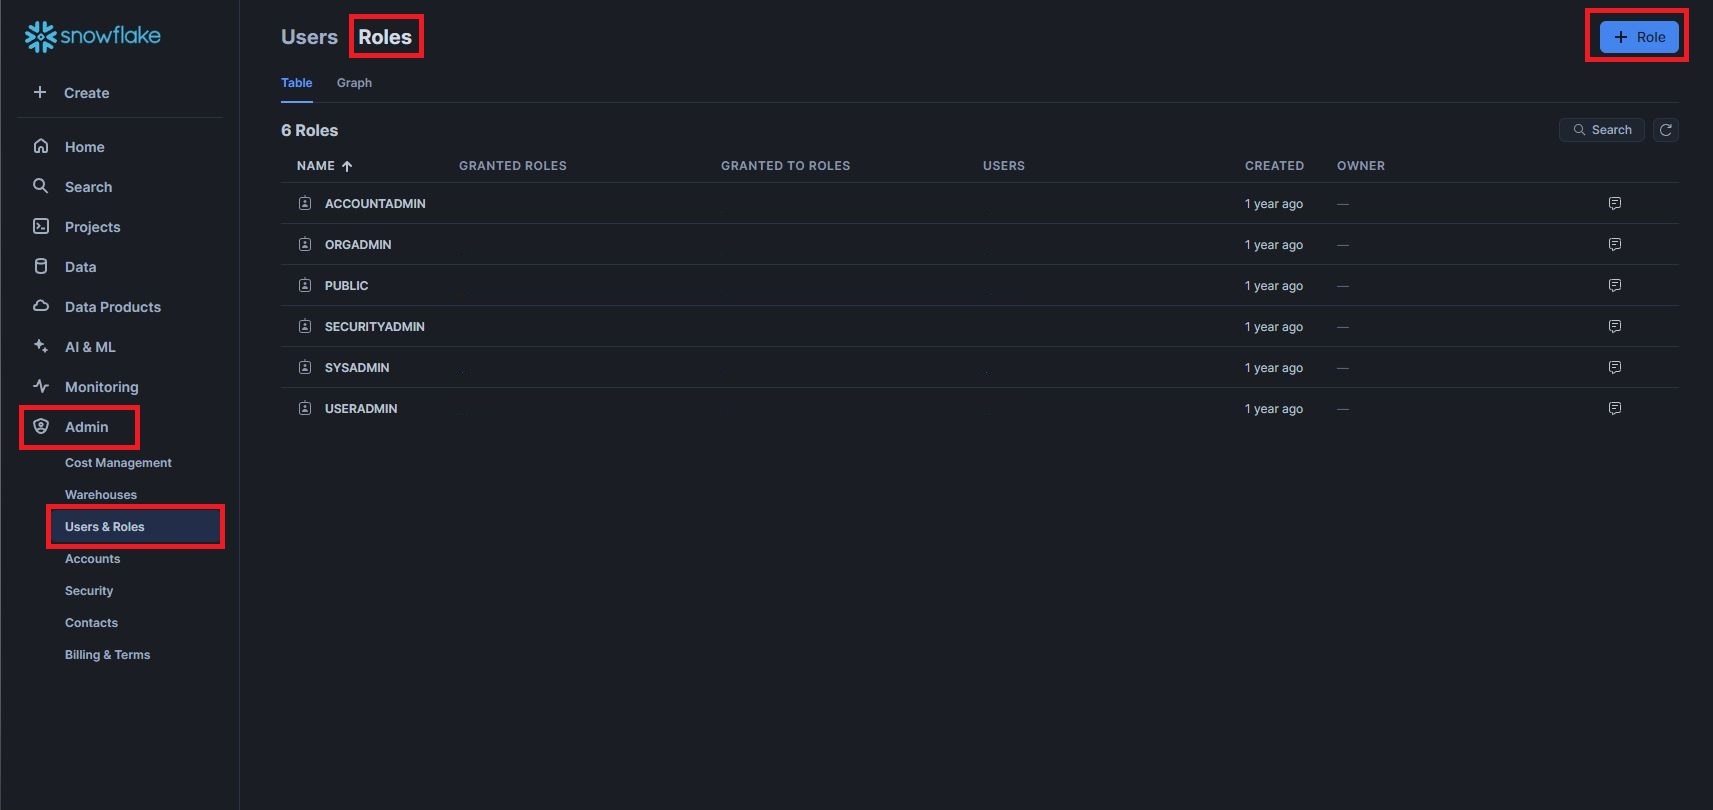 snowflake
Create
Home
Search
Projects
Data
Data Products
AI & ML
Monitoring
Admin
Cost Management
Warehouses
Users & Roles
Accounts
Security
Contacts
Billing & Terms
Users Roles
+ Role
Table Graph
6 Roles
Search
NAME ↑ GRANTED ROLES GRANTED TO ROLES USERS CREATED OWNER
ACCOUNTADMIN 1 year ago —
ORGADMIN 1 year ago —
PUBLIC 1 year ago —
SECURITYADMIN 1 year ago —
SYSADMIN 1 year ago —
USERADMIN 1 year ago —